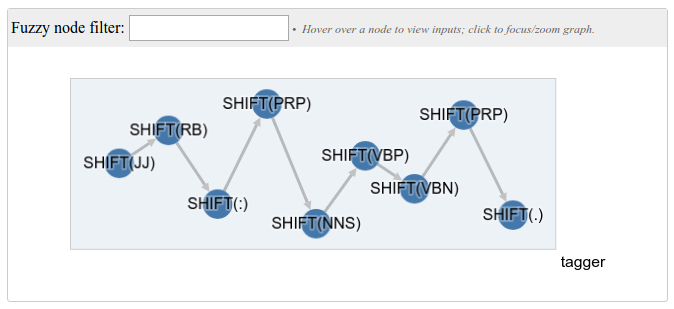 Fuzzy node filter: • Hover over a node to view inputs; click to focus/zoom graph.
SHIFT(JJ)
SHIFT(RB)
SHIFT(:)
SHIFT(PRP)
SHIFT(NNS)
SHIFT(VBP)
SHIFT(VBN)
SHIFT(PRP)
SHIFT(.)
tagger